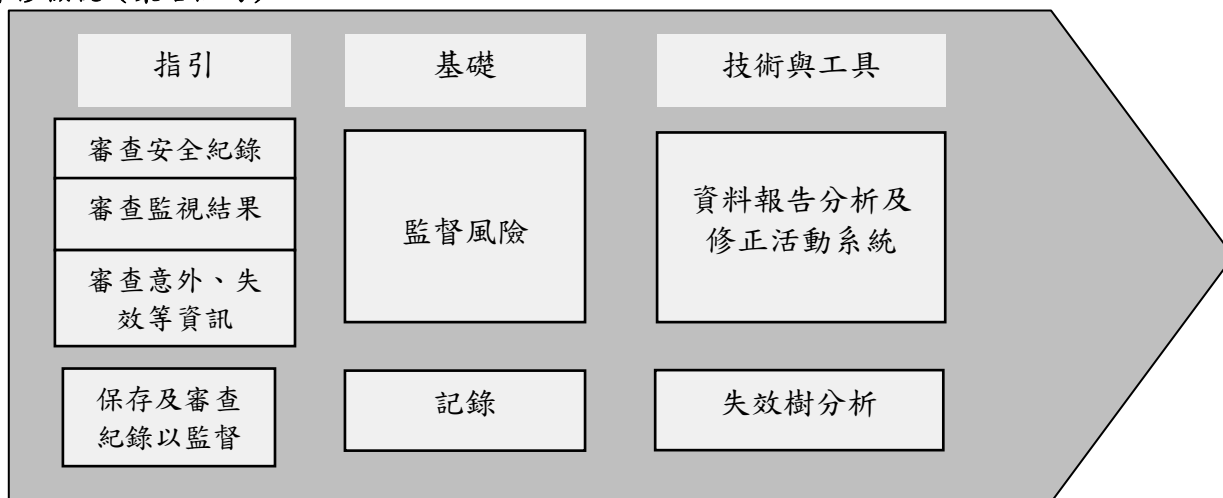 指引
基礎
技術與工具
審查安全紀錄
審查監視結果
審查意外、失
效等資訊
監督風險
資料報告分析及
修正活動系統
保存及審查
紀錄以監督
記錄
失效樹分析